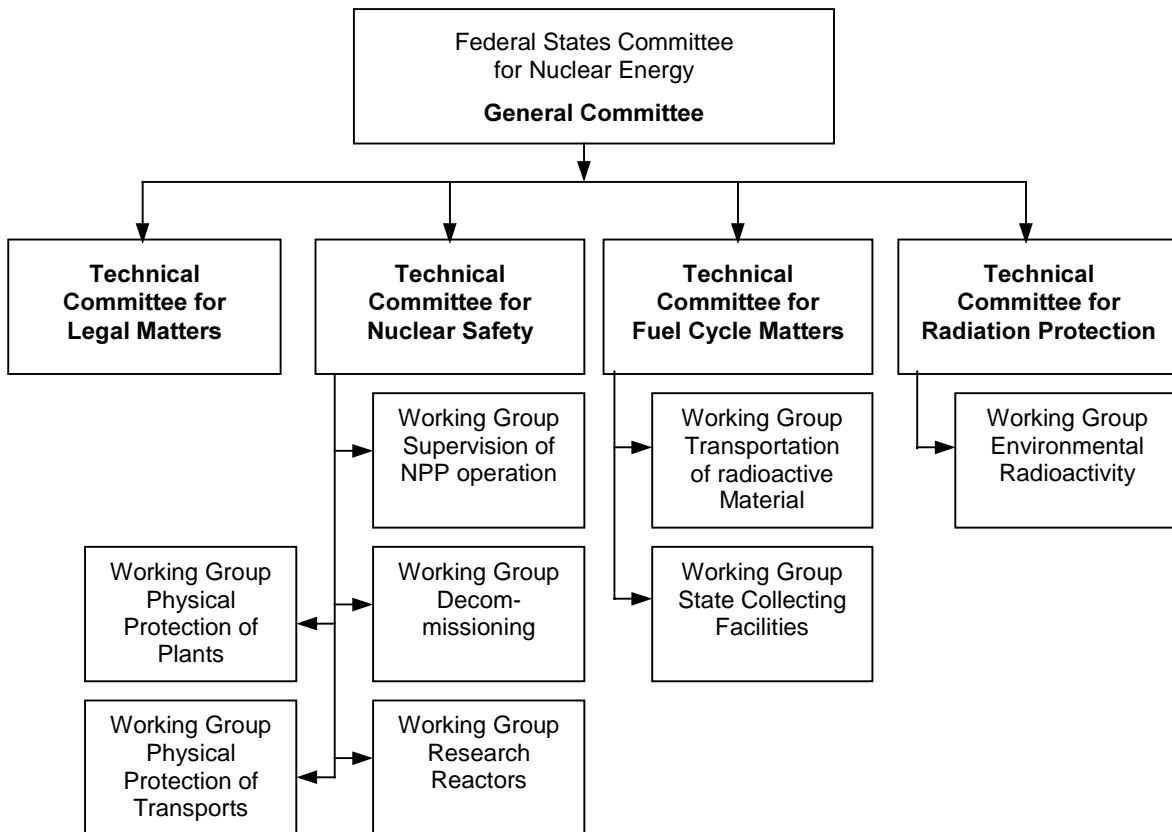 Federal States Committee
for Nuclear Energy
General Committee
Technical
Committee for
Legal Matters
Technical
Committee for
Nuclear Safety
Technical
Committee for
Fuel Cycle Matters
Technical
Committee for
Radiation Protection
Working Group
Supervision of
NPP operation
Working Group
Transportation
of radioactive
Material
Working Group
Environmental
Radioactivity
Working Group
Physical
Protection of
Plants
Working Group
Decom-
missioning
Working Group
State Collecting
Facilities
Working Group
Physical
Protection of
Transports
Working Group
Research
Reactors